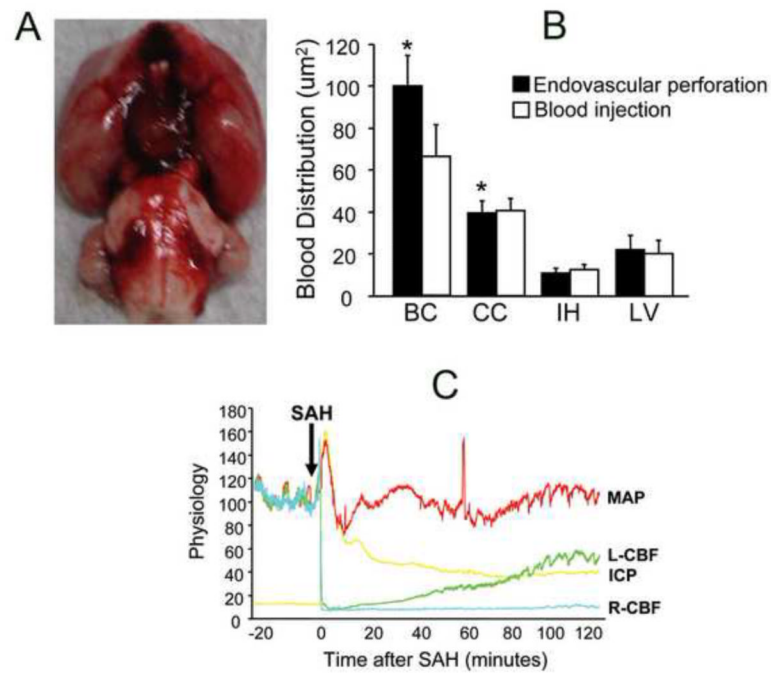 A
B
Blood Distribution (um²)
120
100
80
60
40
20
0
*
*
Endovascular perforation
Blood injection
BC CC IH LV
C
Physiology
180
160
140
120
100
80
60
40
20
0
SAH
MAP
L-CBF
ICP
R-CBF
-20 0 20 40 60 80 100 120
Time after SAH (minutes)